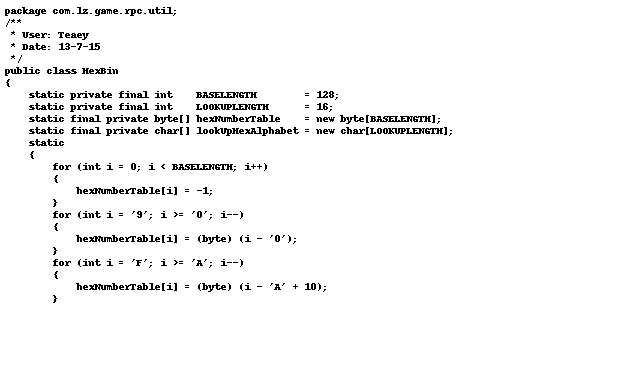 package com.lz.game.rpc.util;
/**
 * User: Teaey
 * Date: 13-7-15
 */
public class HexBin
{
    static private final int    BASELENGTH        = 128;
    static private final int    LOOKUPLENGTH      = 16;
    static final private byte[] hexNumberTable    = new byte[BASELENGTH];
    static final private char[] lookUpHexAlphabet = new char[LOOKUPLENGTH];
    static
    {
        for (int i = 0; i < BASELENGTH; i++)
        {
            hexNumberTable[i] = -1;
        }
        for (int i = '9'; i >= '0'; i--)
        {
            hexNumberTable[i] = (byte) (i - '0');
        }
        for (int i = 'F'; i >= 'A'; i--)
        {
            hexNumberTable[i] = (byte) (i - 'A' + 10);
        }